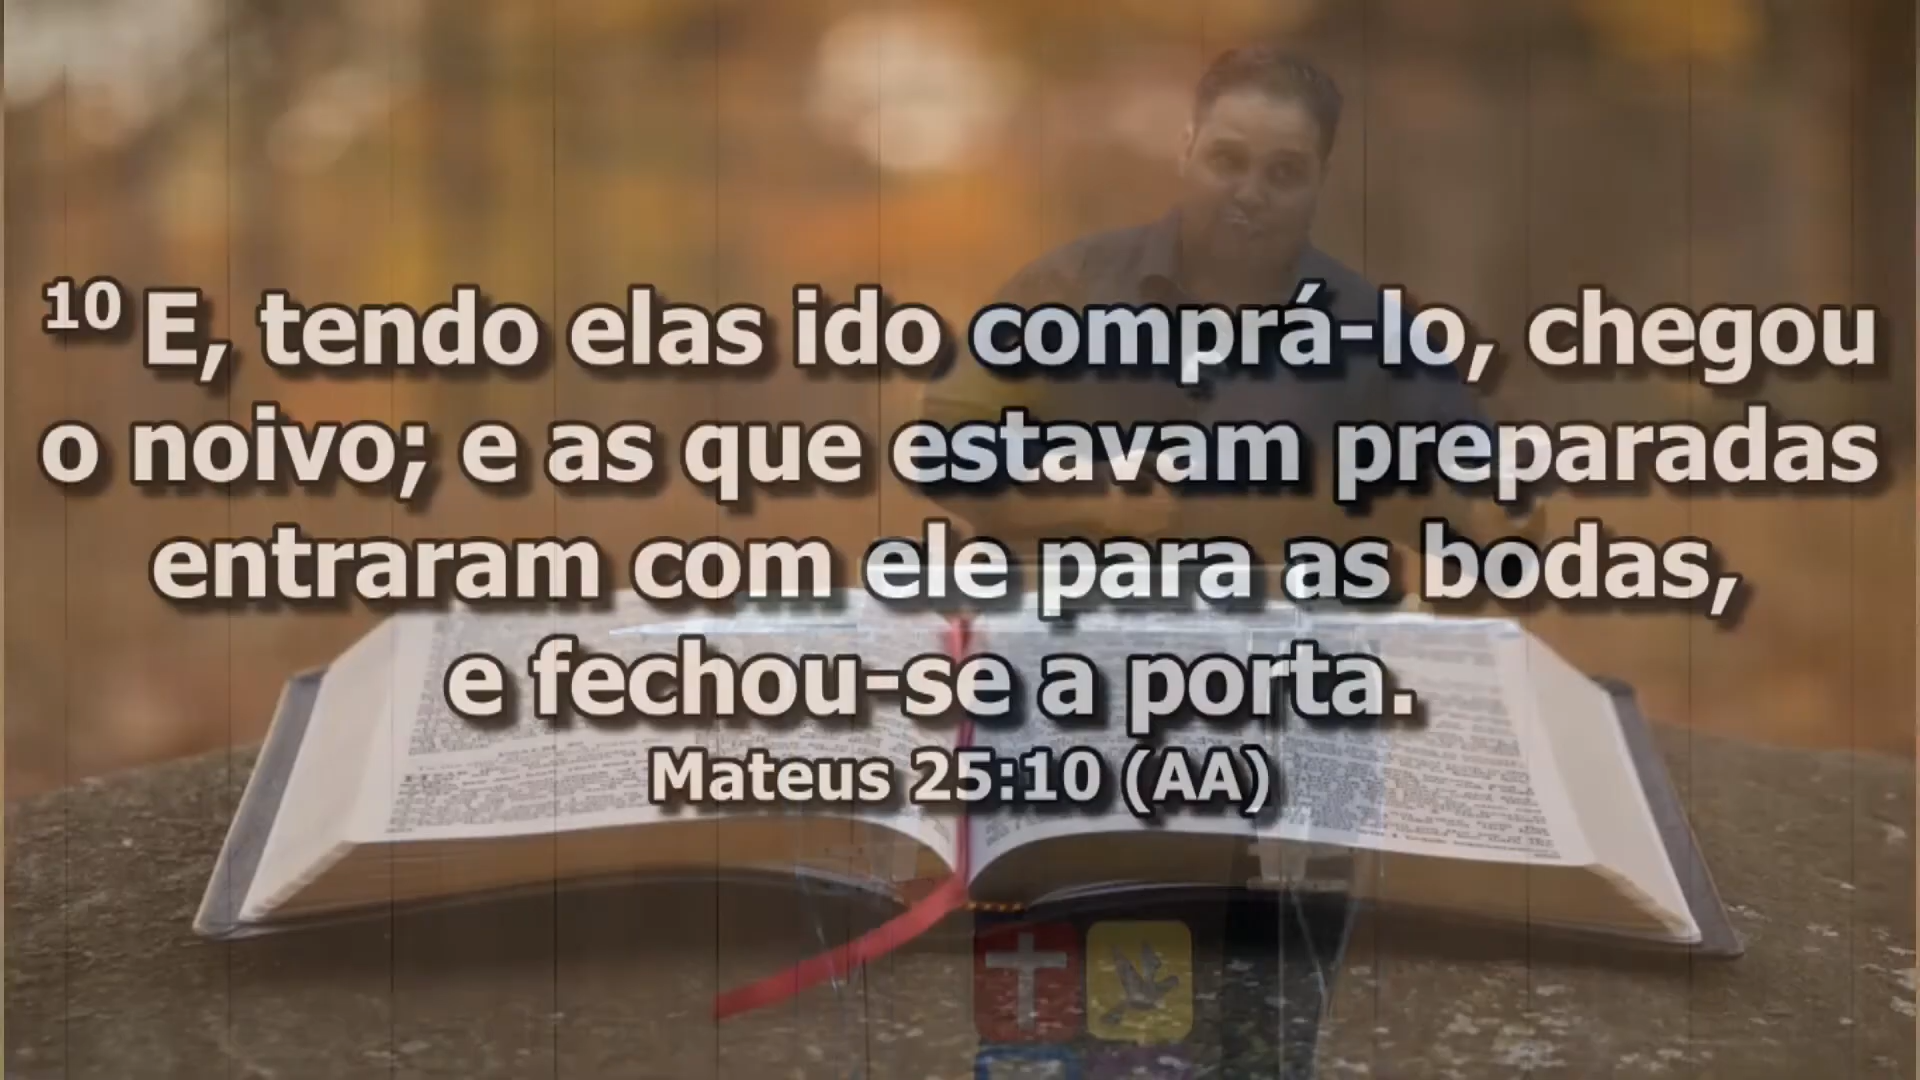 10 E, tendo elas ido comprá-lo, chegou
o noivo; e as que estavam preparadas
entraram com ele para as bodas,
e fechou-se a porta.
Mateus 25:10 (AA)